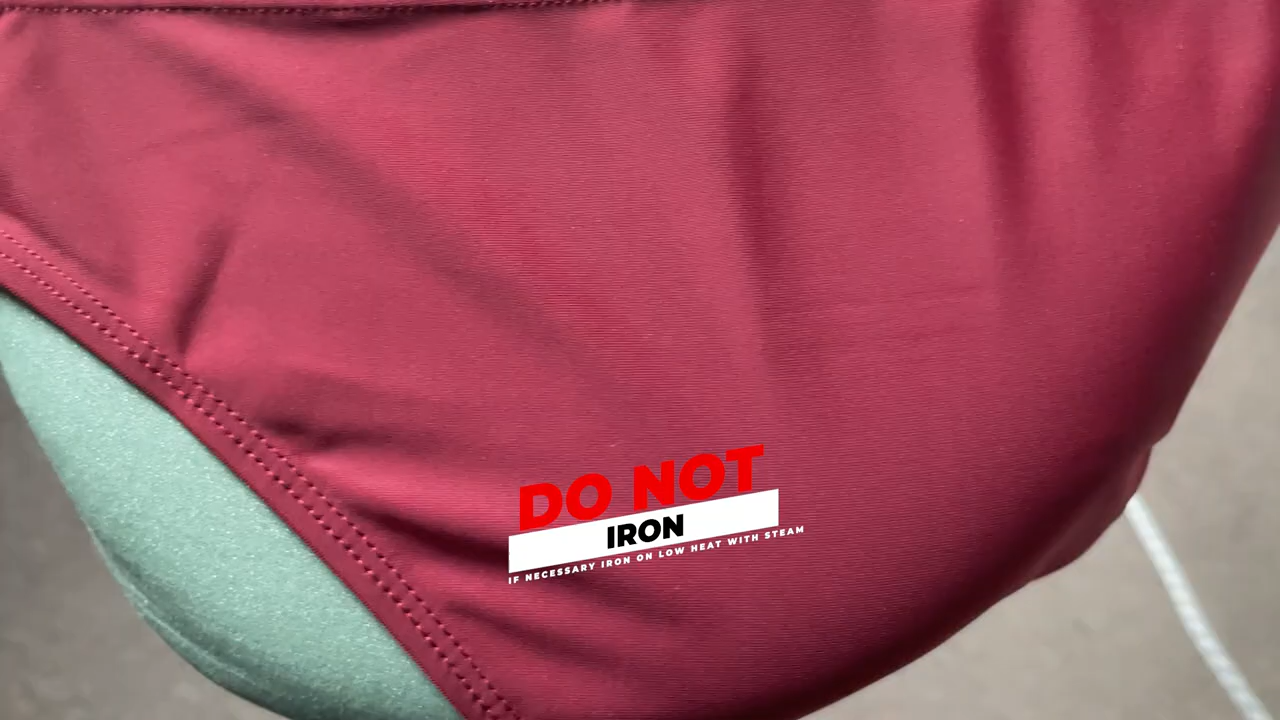 DO NOT
IRON
IF NECESSARY IRON ON LOW HEAT WITH STEAM